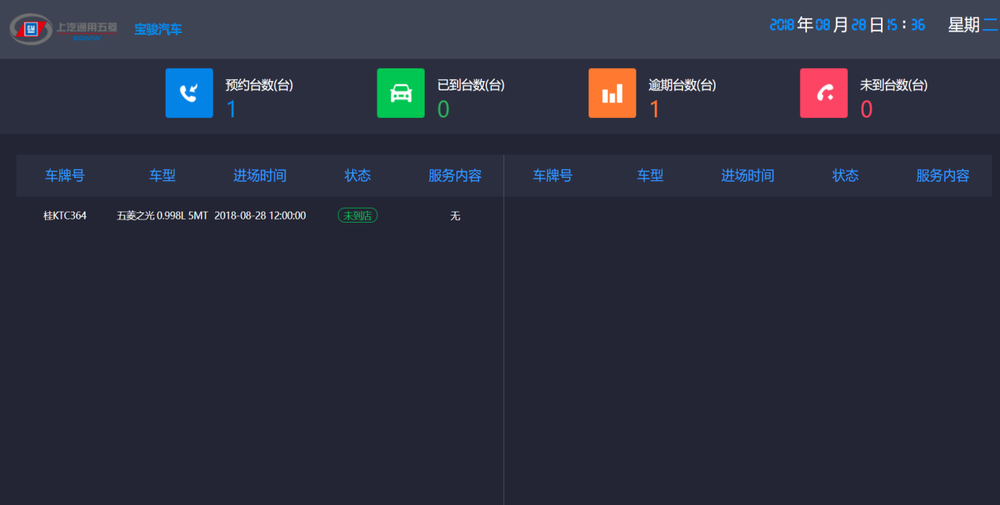 GM 上汽通用五菱 SGMW 宝骏汽车 2018年08月28日15:36 星期二
预约台数(台) 已到台数(台) 逾期台数(台) 未到台数(台)
1 0 1 0
车牌号 车型 进场时间 状态 服务内容 车牌号 车型 进场时间 状态 服务内容
桂KTC364 五菱之光 0.998L 5MT 2018-08-28 12:00:00 未到店 无